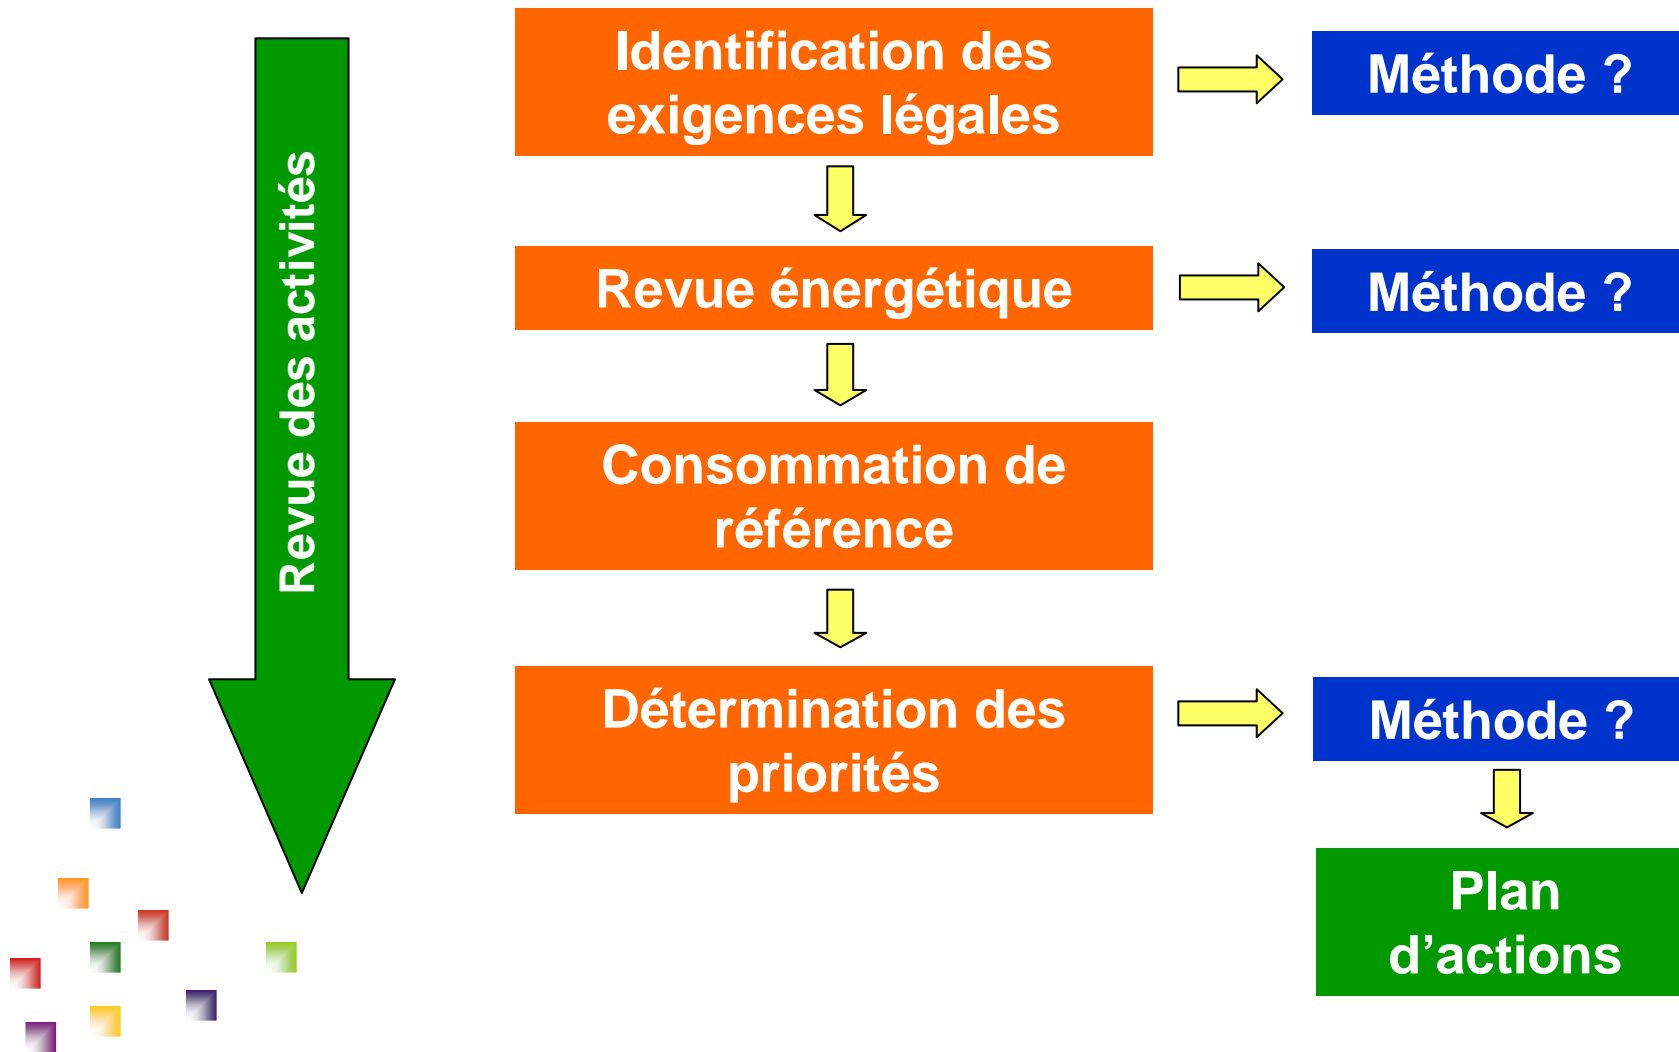 Revue des activités
Identification des
exigences légales
Méthode ?
Revue énergétique
Méthode ?
Consommation de
référence
Détermination des
priorités
Méthode ?
Plan
d’actions